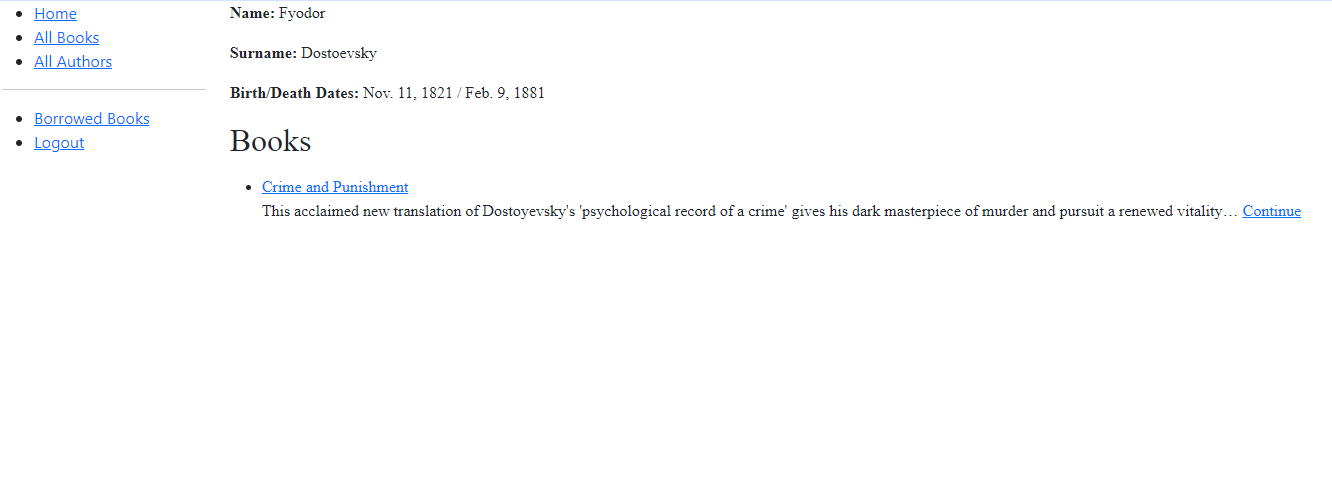 Home
All Books
All Authors
Borrowed Books
Logout
Name: Fyodor
Surname: Dostoevsky
Birth/Death Dates: Nov. 11, 1821 / Feb. 9, 1881
Books
Crime and Punishment
This acclaimed new translation of Dostoyevsky's 'psychological record of a crime' gives his dark masterpiece of murder and pursuit a renewed vitality… Continue